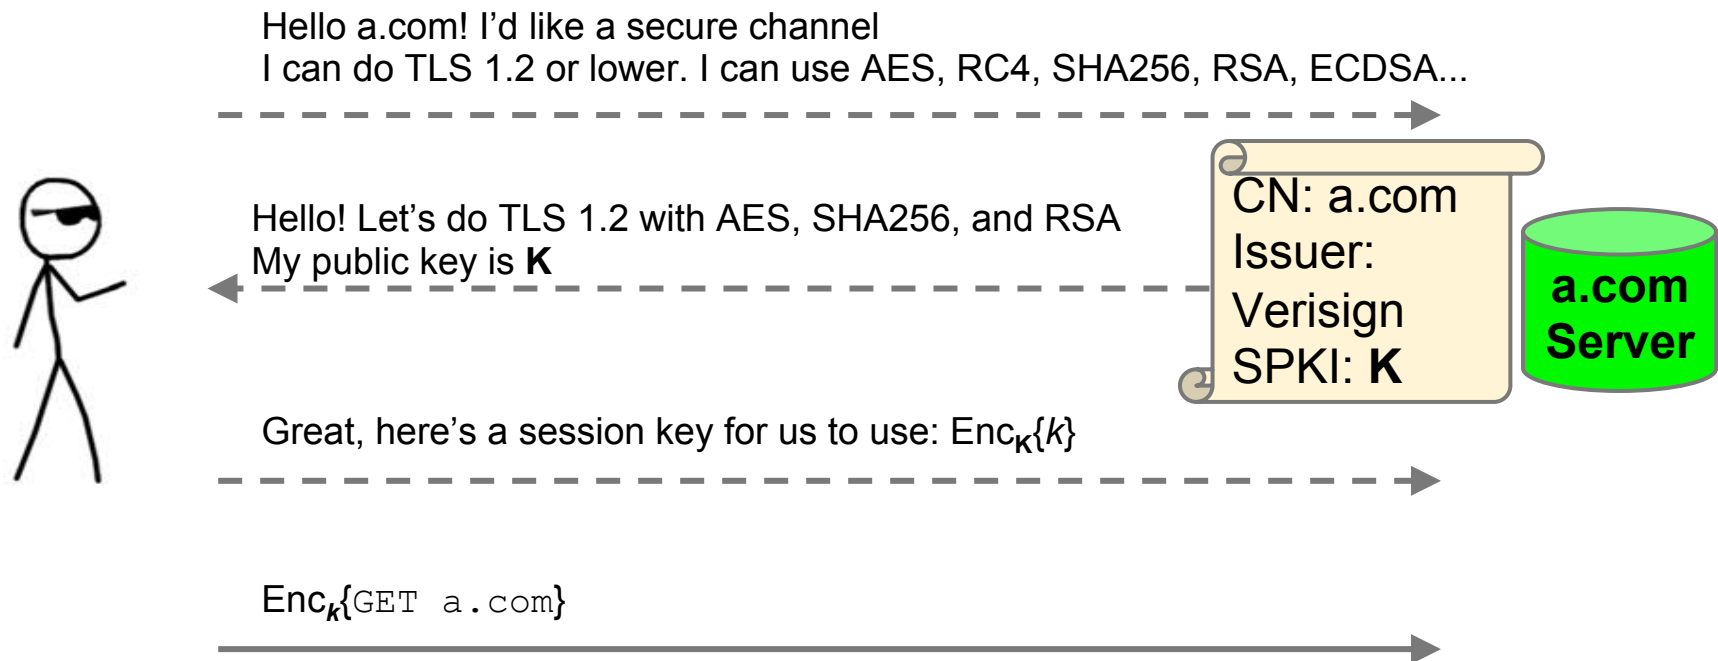 Hello a.com! I’d like a secure channel
I can do TLS 1.2 or lower. I can use AES, RC4, SHA256, RSA, ECDSA...
Hello! Let’s do TLS 1.2 with AES, SHA256, and RSA
My public key is K
CN: a.com
Issuer:
Verisign
SPKI: K
a.com
Server
Great, here’s a session key for us to use: EncK{k}
Enck{GET a.com}